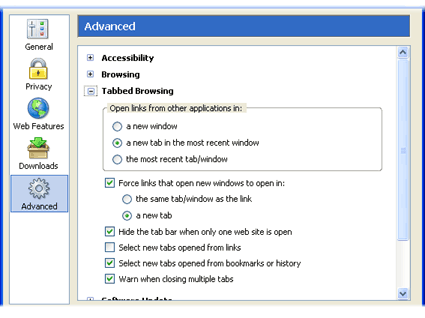 Advanced
General
Privacy
Web Features
Downloads
Advanced
Accessibility
Browsing
Tabbed Browsing
Open links from other applications in:
a new window
a new tab in the most recent window
the most recent tab/window
Force links that open new windows to open in:
the same tab/window as the link
a new tab
Hide the tab bar when only one web site is open
Select new tabs opened from links
Select new tabs opened from bookmarks or history
Warn when closing multiple tabs
Software Update